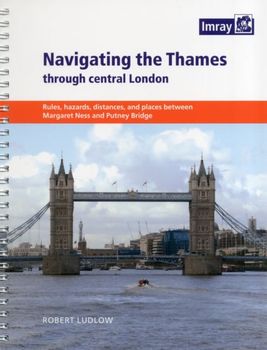 Imray
Navigating the Thames
through central London
Rules, hazards, distances, and places between
Margaret Ness and Putney Bridge
ROBERT LUDLOW